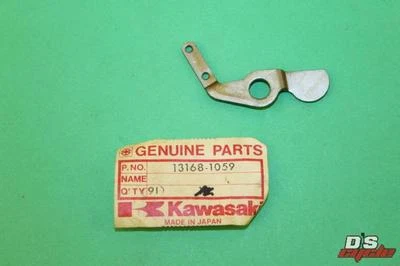 GENUINE PARTS
P.NO. 13168-1059
NAME
Q'TY
Kawasaki
MADE IN JAPAN
D's
cycle